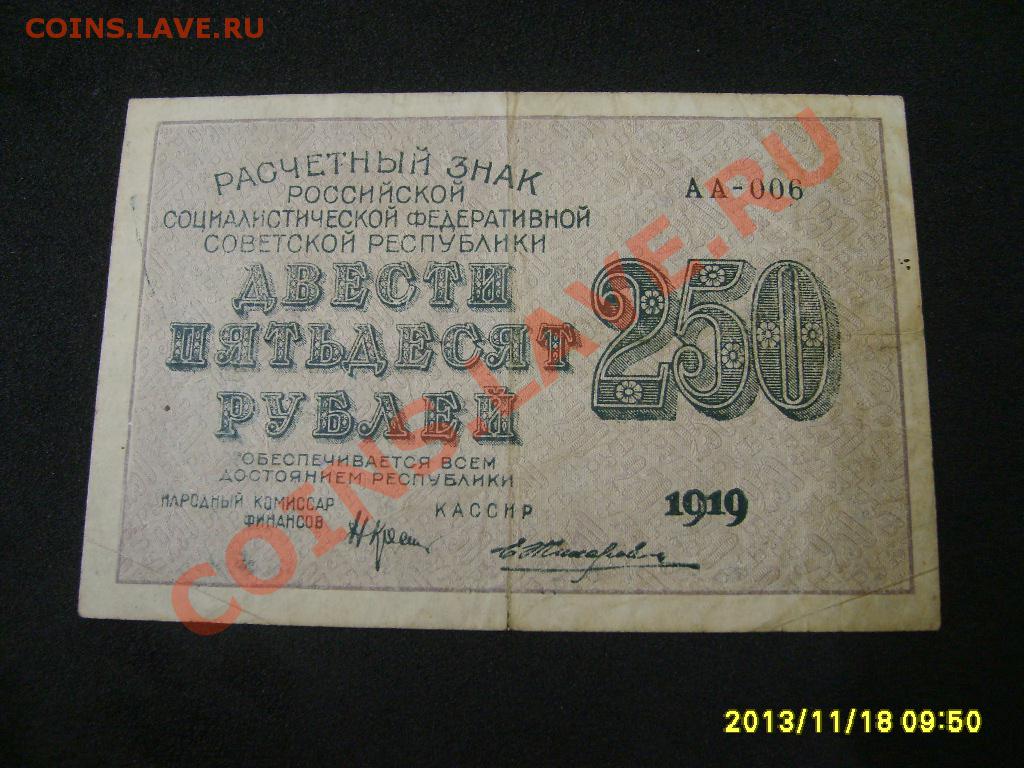 COINS.LAVE.RU
РАСЧЕТНЫЙ ЗНАК
РОССИЙСКОЙ
СОЦИАЛИСТИЧЕСКОЙ ФЕДЕРАТИВНОЙ
СОВЕТСКОЙ РЕСПУБЛИКИ
АА-006
ДВЕСТИ
ПЯТЬДЕСЯТ
РУБЛЕЙ
250
ОБЕСПЕЧИВАЕТСЯ ВСЕМ
ДОСТОЯНИЕМ РЕСПУБЛИКИ
НАРОДНЫЙ КОМИССАР
ФИНАНСОВ
КАССИР
1919
COINS.LAVE.RU
2013/11/18 09:50